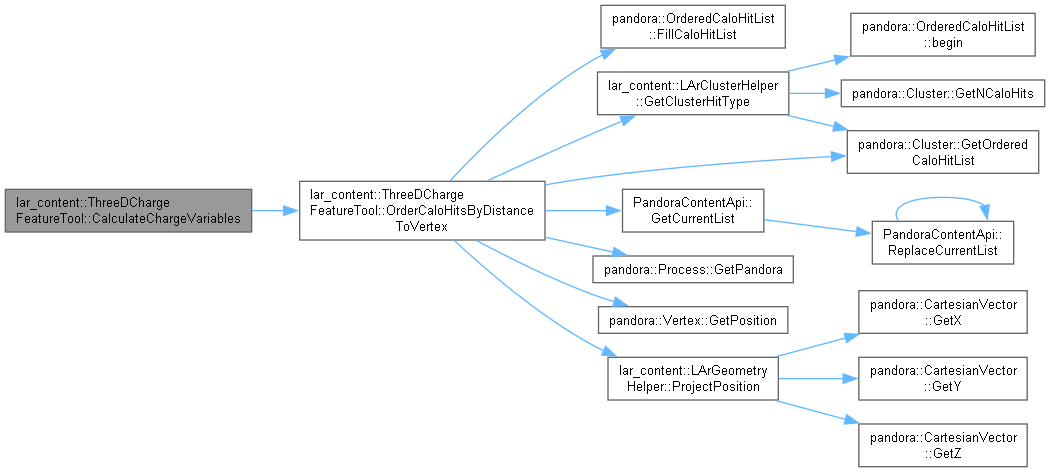 lar_content::ThreeDCharge
FeatureTool::CalculateChargeVariables
lar_content::ThreeDCharge
FeatureTool::OrderCaloHitsByDistance
ToVertex
pandora::OrderedCaloHitList
::FillCaloHitList
lar_content::LArClusterHelper
::GetClusterHitType
pandora::OrderedCaloHitList
::begin
pandora::Cluster::GetNCaloHits
pandora::Cluster::GetOrdered
CaloHitList
PandoraContentApi::
GetCurrentList
PandoraContentApi::
ReplaceCurrentList
pandora::Process::GetPandora
pandora::Vertex::GetPosition
lar_content::LArGeometry
Helper::ProjectPosition
pandora::CartesianVector
::GetX
pandora::CartesianVector
::GetY
pandora::CartesianVector
::GetZ